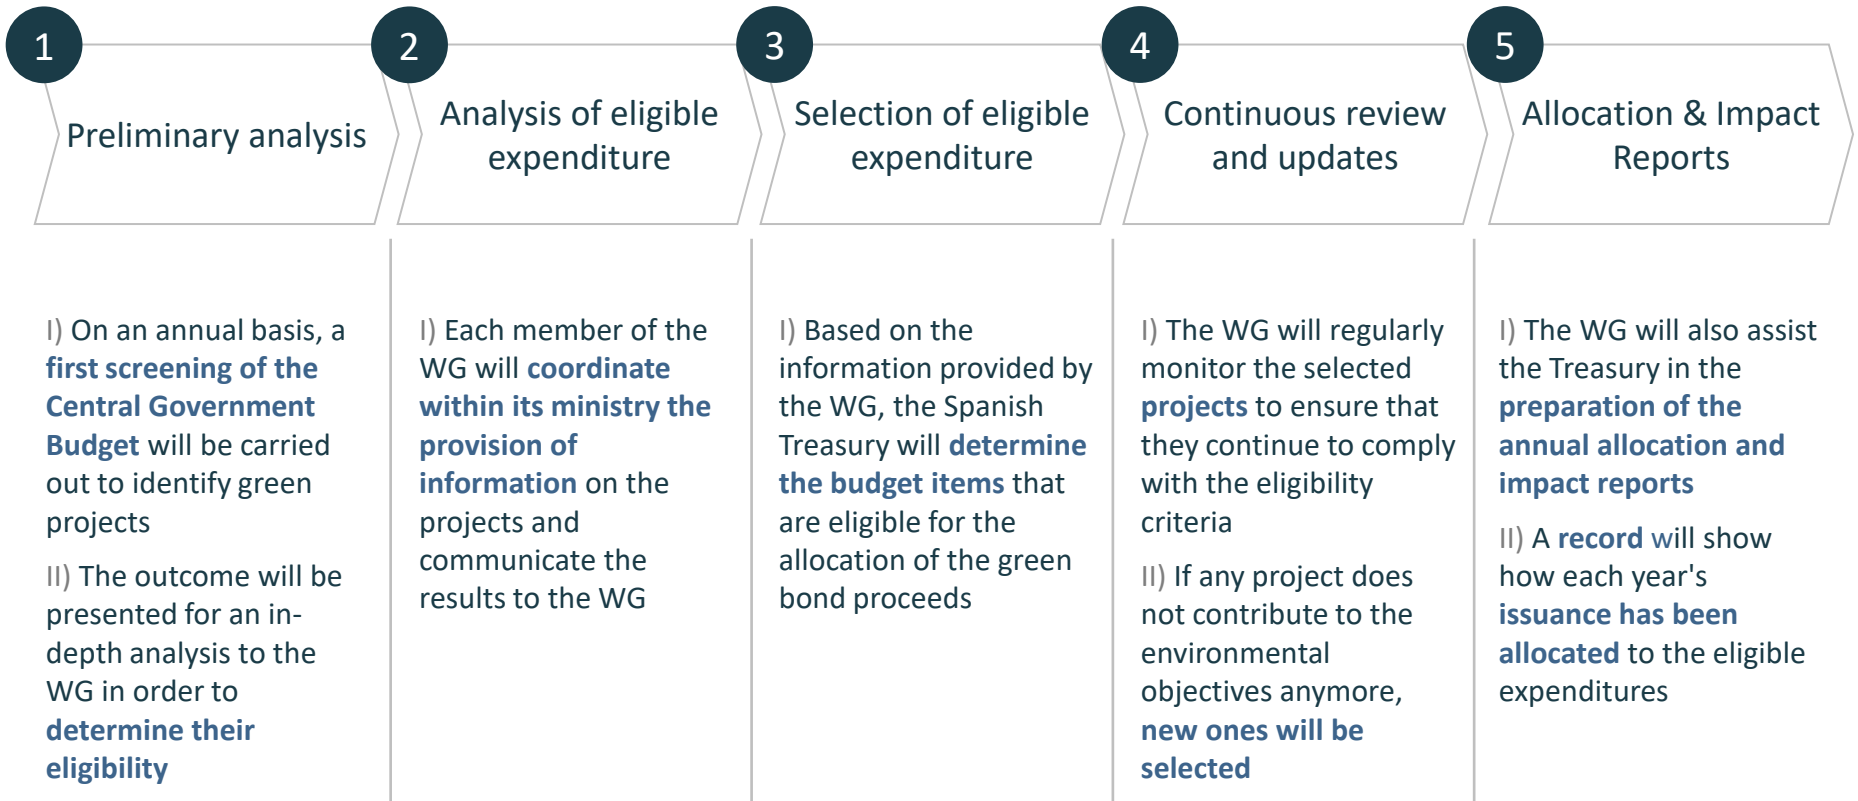 1
Preliminary analysis
2
Analysis of eligible
expenditure
3
Selection of eligible
expenditure
4
Continuous review
and updates
5
Allocation & Impact
Reports
I) On an annual basis, a
first screening of the
Central Government
Budget will be carried
out to identify green
projects
II) The outcome will be
presented for an in-
depth analysis to the
WG in order to
determine their
eligibility
I) Each member of the
WG will coordinate
within its ministry the
provision of
information on the
projects and
communicate the
results to the WG
I) Based on the
information provided by
the WG, the Spanish
Treasury will determine
the budget items that
are eligible for the
allocation of the green
bond proceeds
I) The WG will regularly
monitor the selected
projects to ensure that
they continue to comply
with the eligibility
criteria
II) If any project does
not contribute to the
environmental
objectives anymore,
new ones will be
selected
I) The WG will also assist
the Treasury in the
preparation of the
annual allocation and
impact reports
II) A record will show
how each year's
issuance has been
allocated to the eligible
expenditures